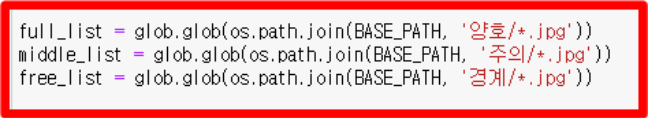 full_list = glob.glob(os.path.join(BASE_PATH, '양호/*.jpg'))
middle_list = glob.glob(os.path.join(BASE_PATH, '주의/*.jpg'))
free_list = glob.glob(os.path.join(BASE_PATH, '경계/*.jpg'))